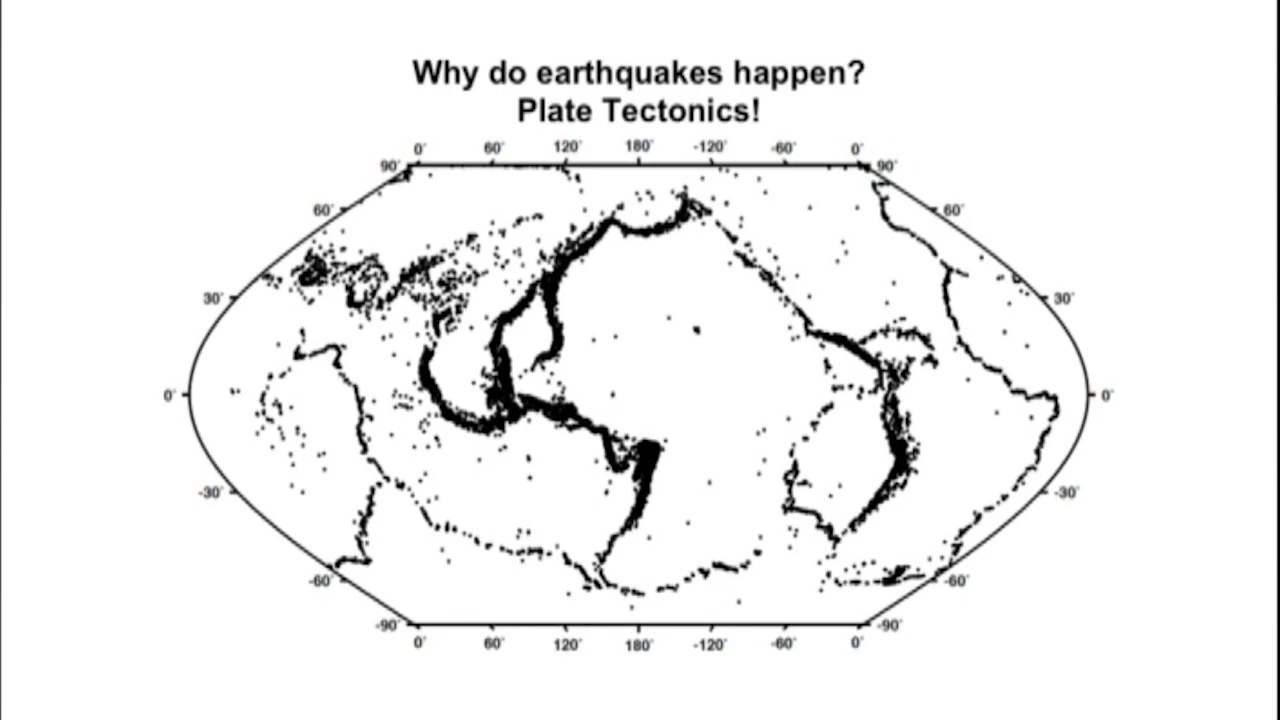 Why do earthquakes happen?
Plate Tectonics!
0° 60° 120° 180° -120° -60° 0°
90° 90°
60° 60°
30° 30°
0° 0°
-30° -30°
-60° -60°
-90° -90°
0° 60° 120° 180° -120° -60° 0°